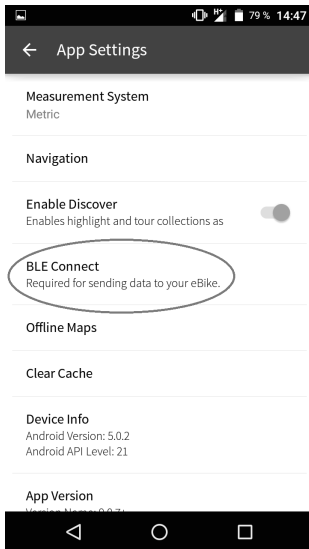 H+ 79 % 14:47
App Settings
Measurement System
Metric
Navigation
Enable Discover
Enables highlight and tour collections as
BLE Connect
Required for sending data to your eBike.
Offline Maps
Clear Cache
Device Info
Android Version: 5.0.2
Android API Level: 21
App Version